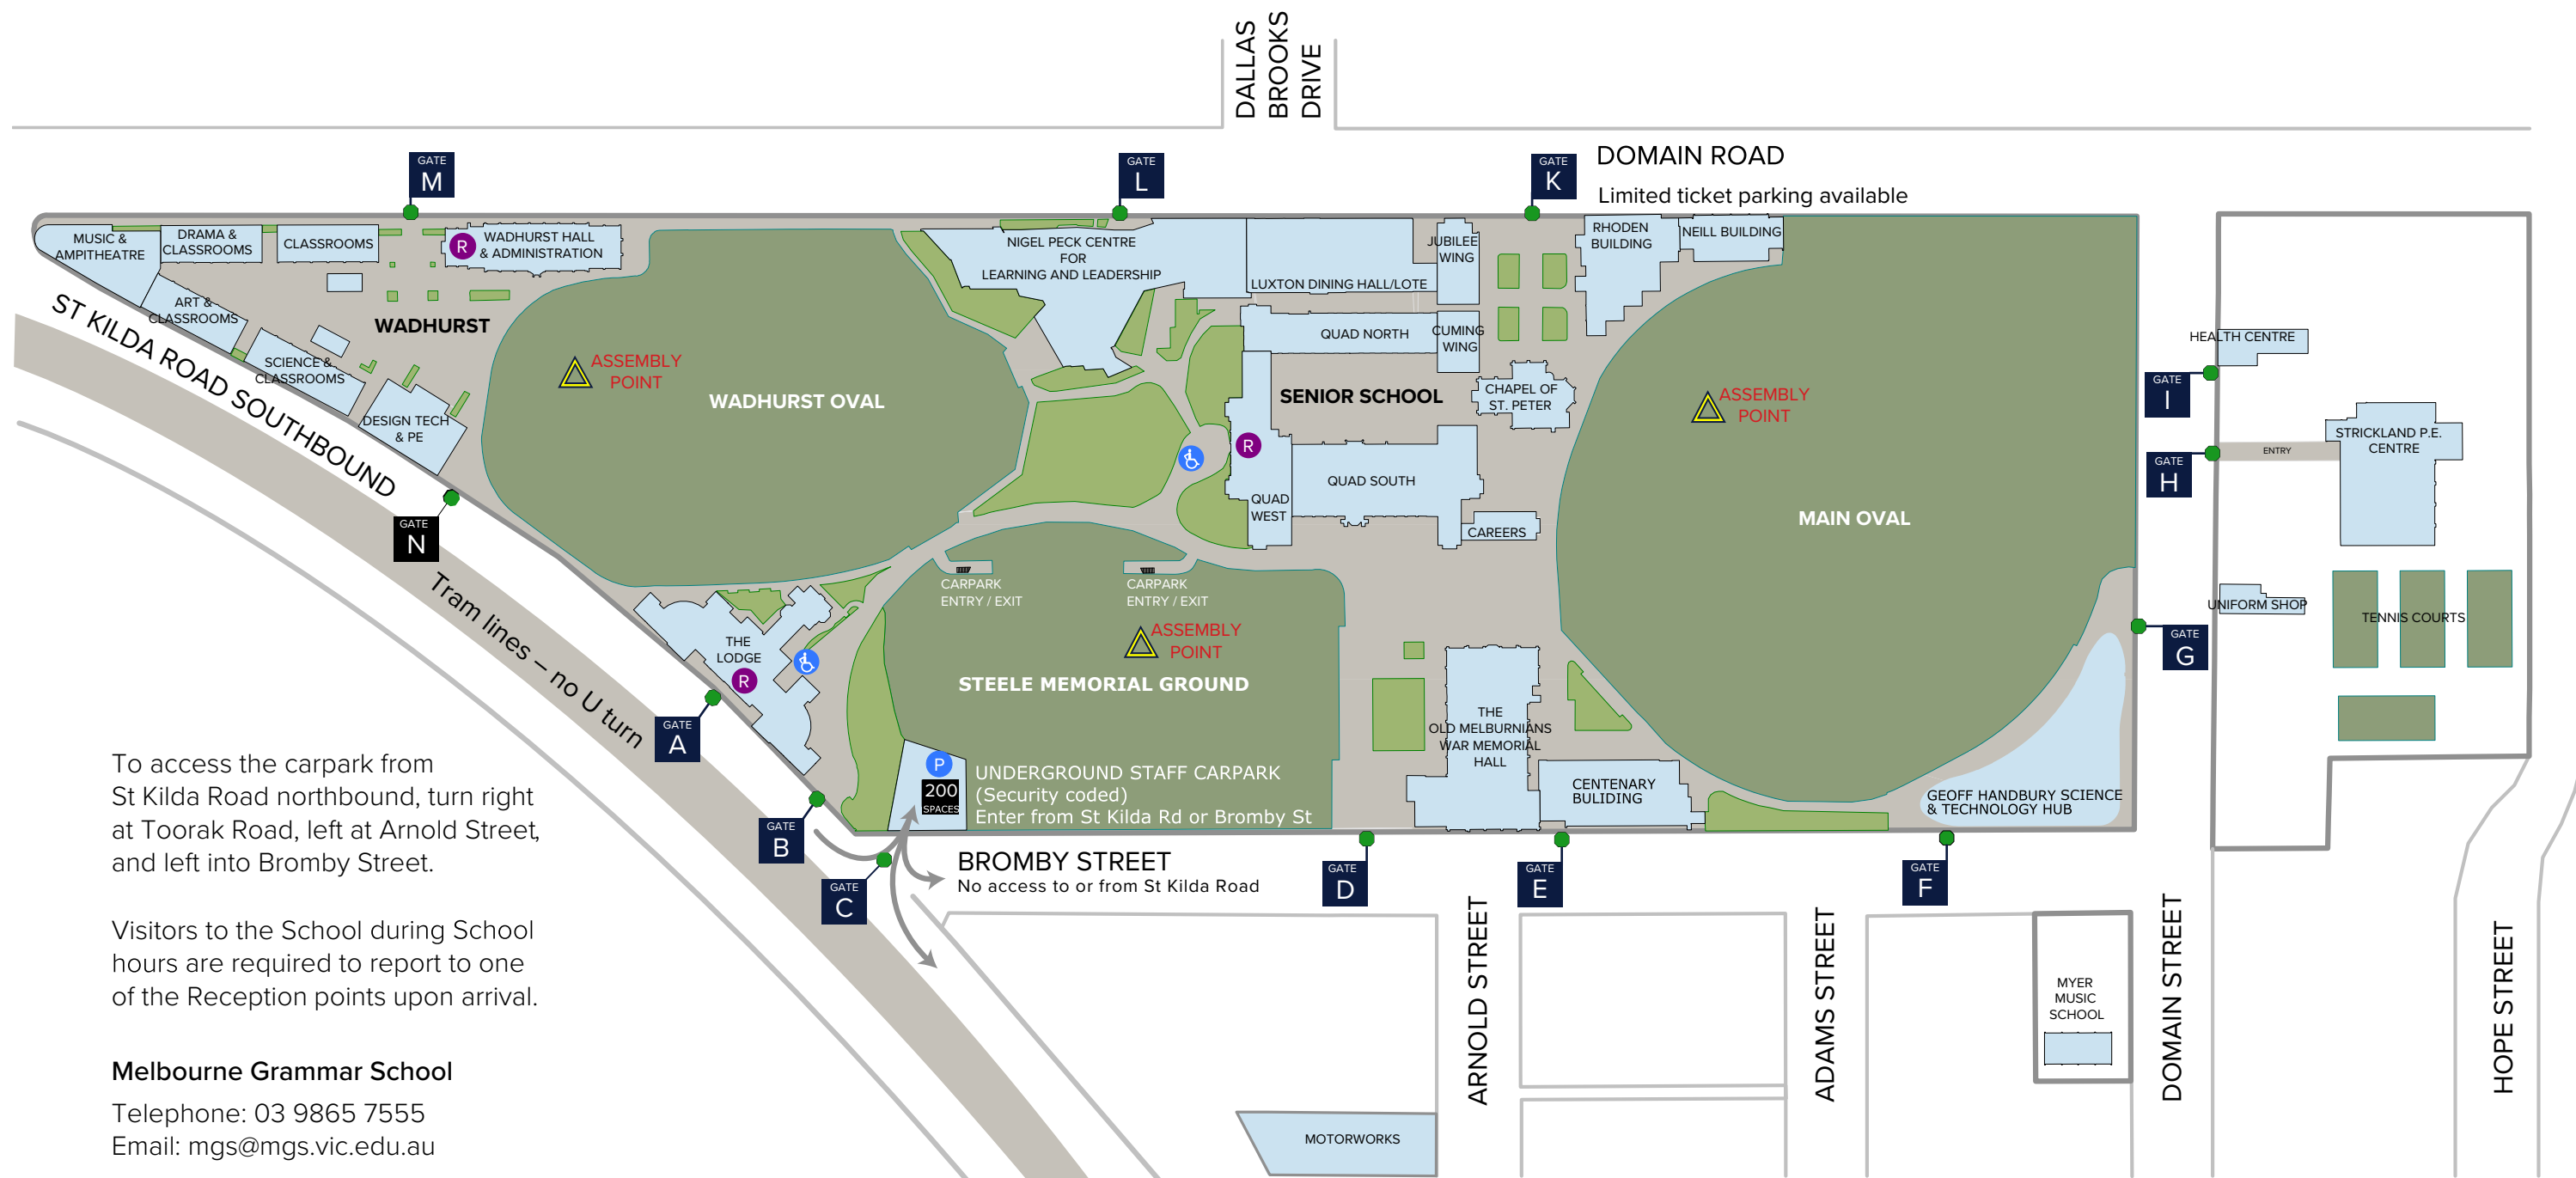 DALLAS
BROOKS
DRIVE
GATE
M
GATE
L
GATE
K
DOMAIN ROAD
Limited ticket parking available
MUSIC &
AMPITHEATRE
DRAMA &
CLASSROOMS
CLASSROOMS
R
WADHURST HALL
& ADMINISTRATION
NIGEL PECK CENTRE
FOR
LEARNING AND LEADERSHIP
LUXTON DINING HALL/LOTE
JUBILEE
WING
RHODEN
BUILDING
NEILL BUILDING
ART &
CLASSROOMS
WADHURST
SCIENCE &
CLASSROOMS
DESIGN TECH
& PE
ST KILDA ROAD SOUTHBOUND
ASSEMBLY
POINT
WADHURST OVAL
QUAD NORTH
CUMING
WING
SENIOR SCHOOL
CHAPEL OF
ST. PETER
ASSEMBLY
POINT
R
QUAD SOUTH
QUAD
WEST
CAREERS
MAIN OVAL
HEALTH CENTRE
GATE
I
GATE
H
ENTRY
STRICKLAND P.E.
CENTRE
UNIFORM SHOP
TENNIS COURTS
GATE
G
GATE
N
Tram lines – no U turn
CARPARK
ENTRY / EXIT
CARPARK
ENTRY / EXIT
ASSEMBLY
POINT
STEELE MEMORIAL GROUND
THE
LODGE
R
GATE
A
GATE
B
GATE
C
P
200
SPACES
UNDERGROUND STAFF CARPARK
(Security coded)
Enter from St Kilda Rd or Bromby St
THE
OLD MELBURNIANS
WAR MEMORIAL
HALL
CENTENARY
BULIDING
GEOFF HANDBURY SCIENCE
& TECHNOLOGY HUB
BROMBY STREET
No access to or from St Kilda Road
GATE
D
GATE
E
GATE
F
ARNOLD STREET
ADAMS STREET
DOMAIN STREET
HOPE STREET
MYER
MUSIC
SCHOOL
MOTORWORKS
To access the carpark from
St Kilda Road northbound, turn right
at Toorak Road, left at Arnold Street,
and left into Bromby Street.
Visitors to the School during School
hours are required to report to one
of the Reception points upon arrival.
Melbourne Grammar School
Telephone: 03 9865 7555
Email: mgs@mgs.vic.edu.au